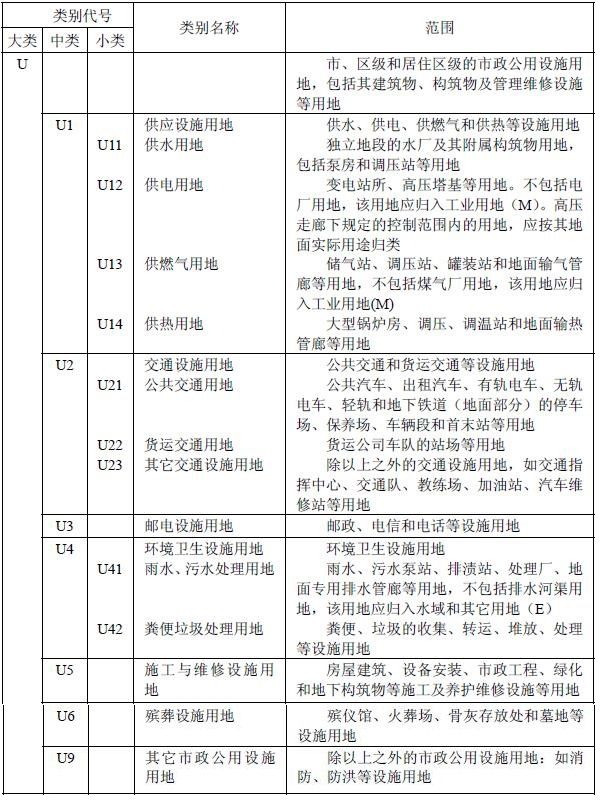 类别代号
类别名称
范围
大类 中类 小类
U
市、区级和居住区级的市政公用设施用
地，包括其建筑物、构筑物及管理维修设施
等用地
U1 供应设施用地 供水、供电、供燃气和供热等设施用地
U11 供水用地 独立地段的水厂及其附属构筑物用地，
包括泵房和调压站等用地
U12 供电用地 变电站所、高压塔基等用地。不包括电
厂用地，该用地应归入工业用地（M）。高压
走廊下规定的控制范围内的用地，应按其地
面实际用途归类
U13 供燃气用地 储气站、调压站、罐装站和地面输气管
廊等用地，不包括煤气厂用地，该用地应归
入工业用地(M)
U14 供热用地 大型锅炉房、调压、调温站和地面输热
管廊等用地
U2 交通设施用地 公共交通和货运交通等设施用地
U21 公共交通用地 公共汽车、出租汽车、有轨电车、无轨
电车、轻轨和地下铁道（地面部分）的停车
场、保养场、车辆段和首末站等用地
U22 货运交通用地 货运公司车队的站场等用地
U23 其它交通设施用地 除以上之外的交通设施用地，如交通指
挥中心、交通队、教练场、加油站、汽车维
修站等用地
U3 邮电设施用地 邮政、电信和电话等设施用地
U4 环境卫生设施用地 环境卫生设施用地
U41 雨水、污水处理用地 雨水、污水泵站、排渍站、处理厂、地
面专用排水管廊等用地，不包括排水河渠用
地，该用地应归入水域和其它用地（E）
U42 粪便垃圾处理用地 粪便、垃圾的收集、转运、堆放、处理
等设施用地
U5 施工与维修设施用 房屋建筑、设备安装、市政工程、绿化
地 和地下构筑物等施工及养护维修设施等用地
U6 殡葬设施用地 殡仪馆、火葬场、骨灰存放处和墓地等
设施用地
U9 其它市政公用设施 除以上之外的市政公用设施用地：如消
用地 防、防洪等设施用地